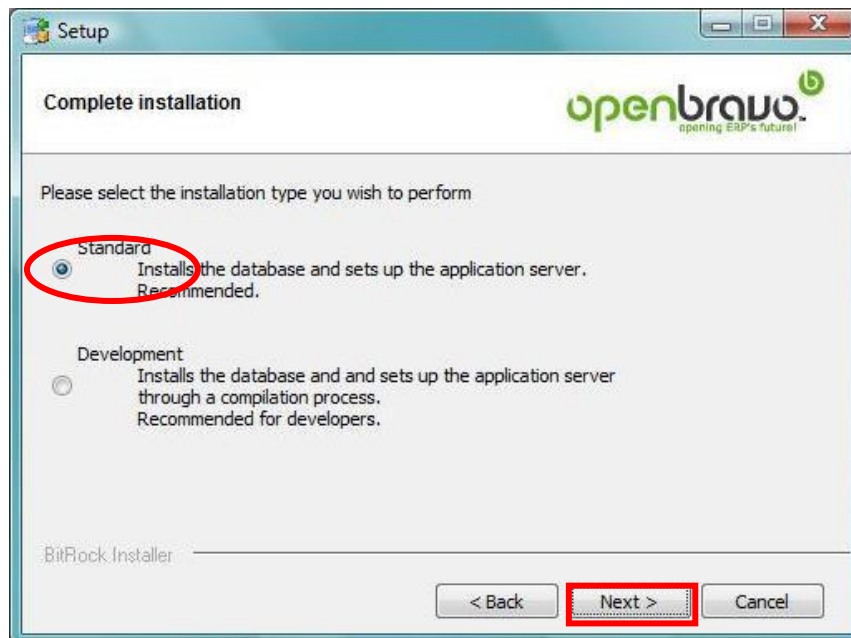 Setup
Complete installation
openbravo.
b
opening ERP's future!
Please select the installation type you wish to perform
Standard
Installs the database and sets up the application server.
Recommended.
Development
Installs the database and and sets up the application server
through a compilation process.
Recommended for developers.
BitRock Installer
< Back
Next >
Cancel